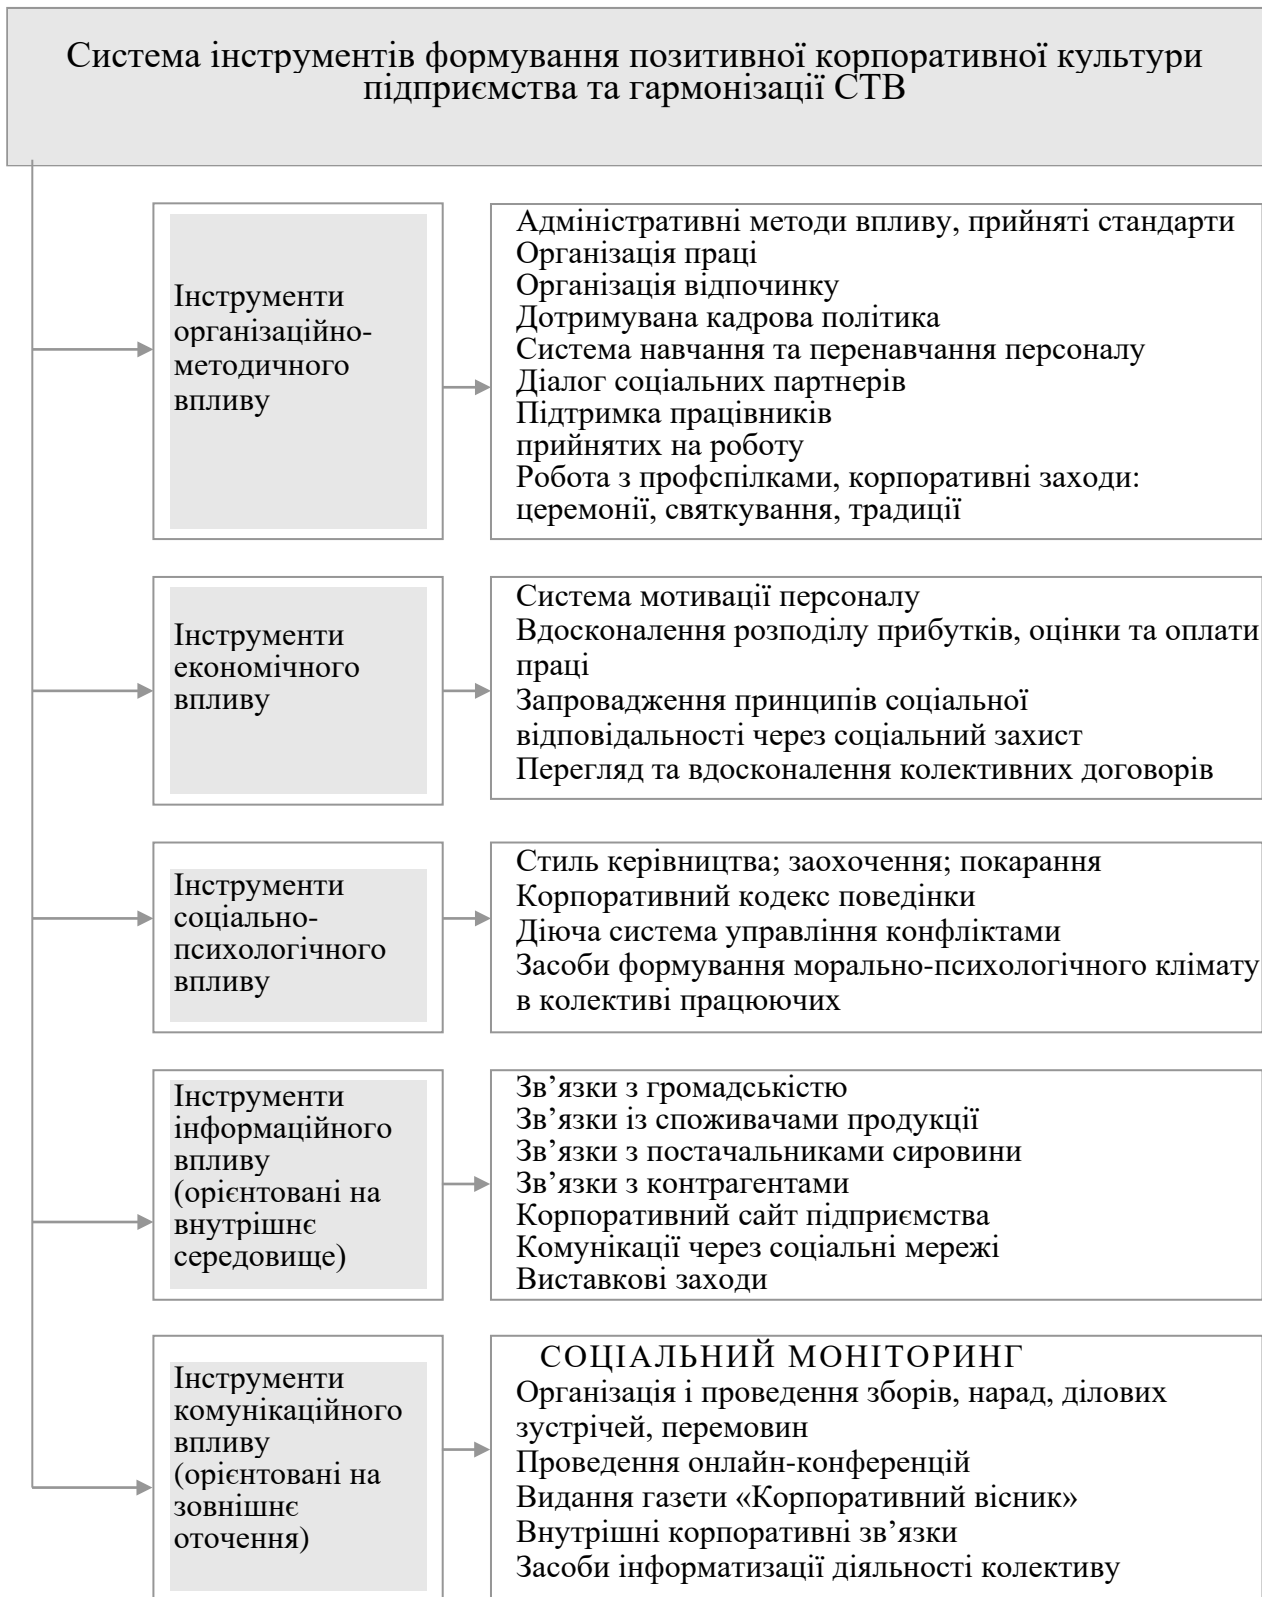 Система інструментів формування позитивної корпоративної культури
підприємства та гармонізації СТВ
Інструменти
організаційно-
методичного
впливу
Адміністративні методи впливу, прийняті стандарти
Організація праці
Організація відпочинку
Дотримувана кадрова політика
Система навчання та перенавчання персоналу
Діалог соціальних партнерів
Підтримка працівників
прийнятих на роботу
Робота з профспілками, корпоративні заходи:
церемонії, святкування, традиції
Інструменти
економічного
впливу
Система мотивації персоналу
Вдосконалення розподілу прибутків, оцінки та оплати
праці
Запровадження принципів соціальної
відповідальності через соціальний захист
Перегляд та вдосконалення колективних договорів
Інструменти
соціально-
психологічного
впливу
Стиль керівництва; заохочення; покарання
Корпоративний кодекс поведінки
Діюча система управління конфліктами
Засоби формування морально-психологічного клімату
в колективі працюючих
Інструменти
інформаційного
впливу
(орієнтовані на
внутрішнє
середовище)
Зв’язки з громадськістю
Зв’язки із споживачами продукції
Зв’язки з постачальниками сировини
Зв’язки з контрагентами
Корпоративний сайт підприємства
Комунікації через соціальні мережі
Виставкові заходи
Інструменти
комунікаційного
впливу
(орієнтовані на
зовнішнє
оточення)
СОЦІАЛЬНИЙ МОНІТОРИНГ
Організація і проведення зборів, нарад, ділових
зустрічей, перемовин
Проведення онлайн-конференцій
Видання газети «Корпоративний вісник»
Внутрішні корпоративні зв’язки
Засоби інформатизації діяльності колективу